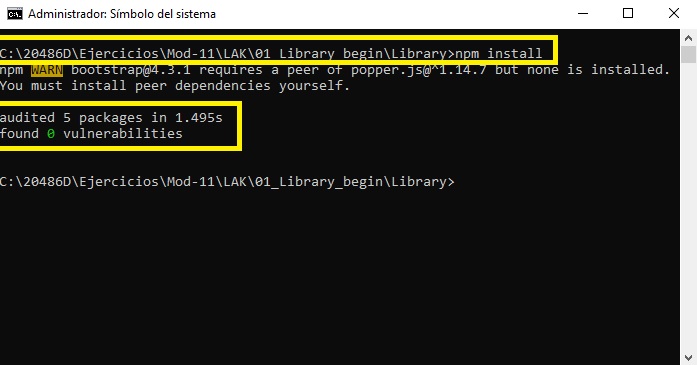 Administrador: Símbolo del sistema
C:\20486D\Ejercicios\Mod-11\LAK\01_Library_begin\Library>npm install
npm WARN bootstrap@4.3.1 requires a peer of popper.js@^1.14.7 but none is installed.
You must install peer dependencies yourself.
audited 5 packages in 1.495s
found 0 vulnerabilities
C:\20486D\Ejercicios\Mod-11\LAK\01_Library_begin\Library>